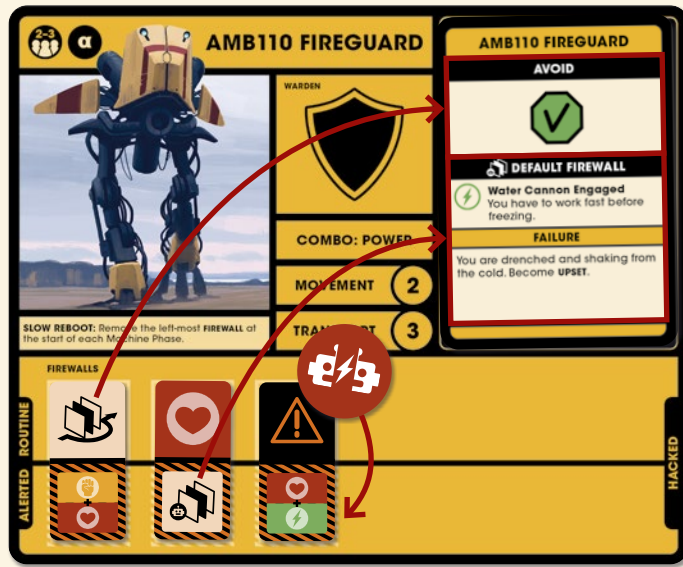 2-3
α
AMB110 FIREGUARD
WARDEN
COMBO: POWER
MOVEMENT
2
3
SLOW REBOOT: Remove the left-most FIREWALL at
the start of each Machine Phase.
AMB110 FIREGUARD
AVOID
DEFAULT FIREWALL
Water Cannon Engaged
You have to work fast before
freezing.
FAILURE
You are drenched and shaking from
the cold. Become UPSET.
FIREWALLS
ROUTINE
ALERTED
HACKED